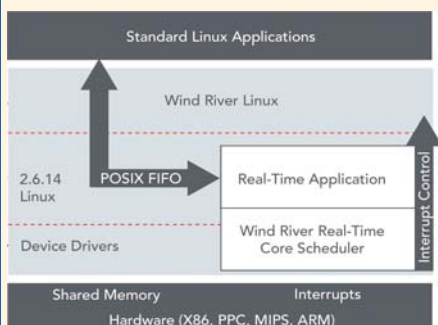 Standard Linux Applications
Wind River Linux
2.6.14
Linux
POSIX FIFO
Real-Time Application
Interrupt Control
Device Drivers
Wind River Real-Time
Core Scheduler
Shared Memory
Interrupts
Hardware (X86, PPC, MIPS, ARM)